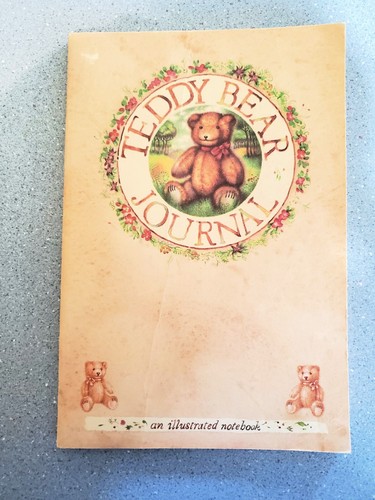 TEDDY BEAR
JOURNAL
an illustrated notebook